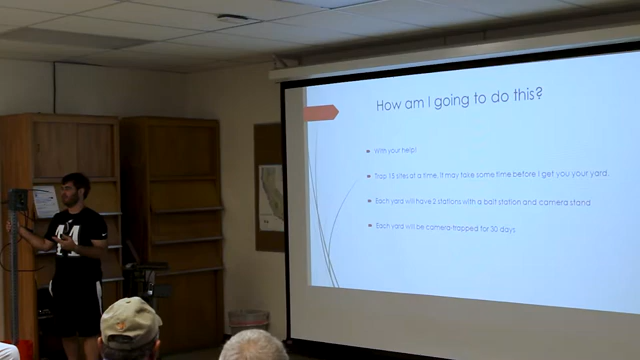 How am I going to do this?
With your help!
Trap 15 sites at a time. It may take some time before I get you your yard.
Each yard will have 2 stations with a bait station and camera stand
Each yard will be camera-trapped for 30 days